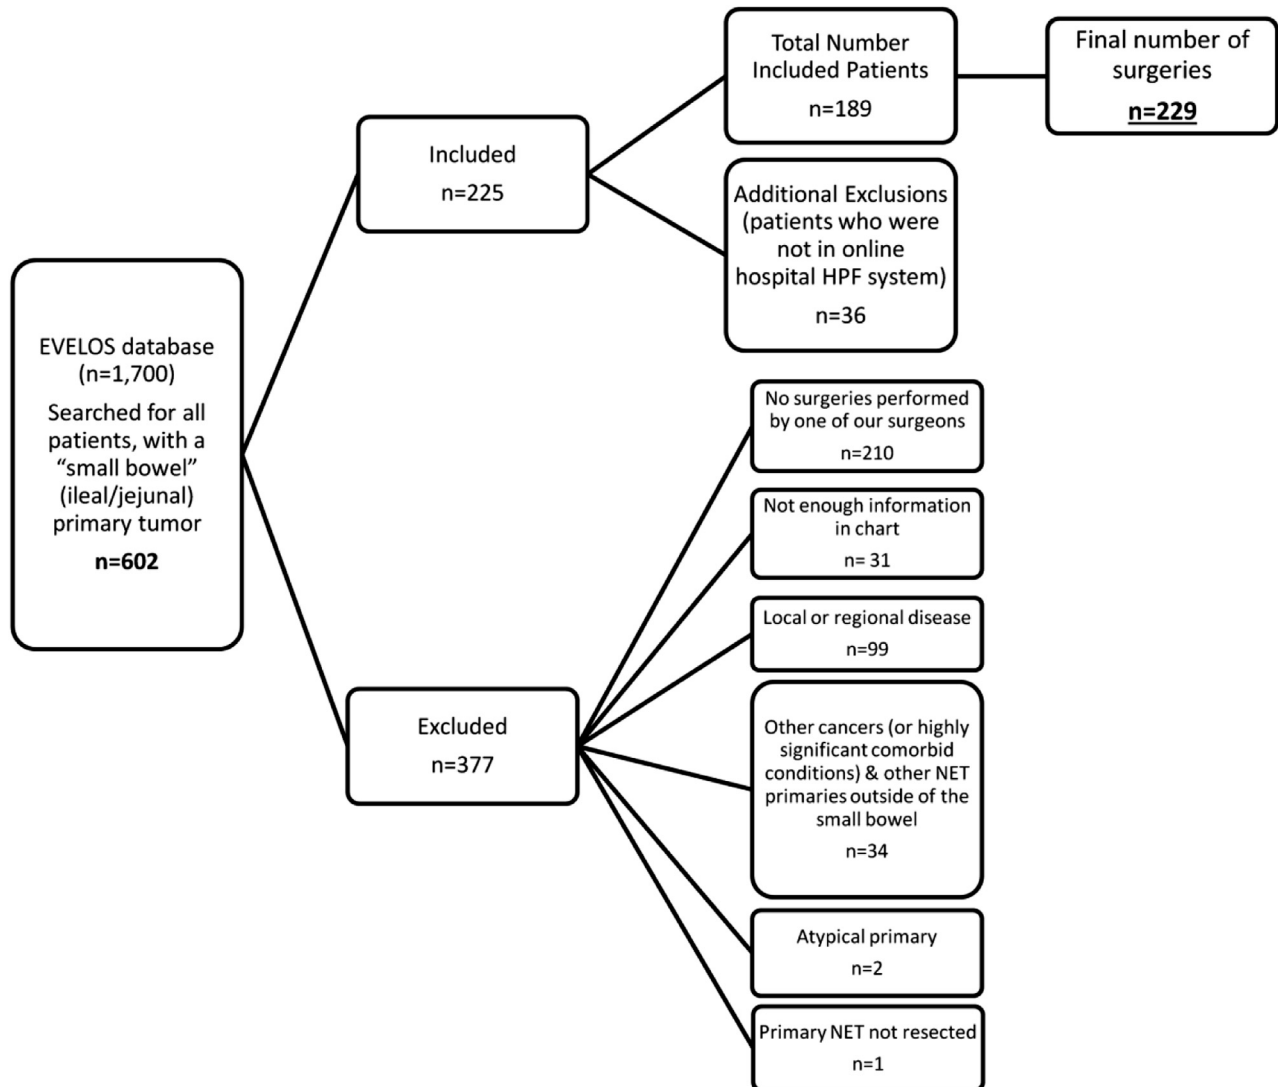 EVELOS database
(n=1,700)
Searched for all
patients, with a
“small bowel”
(ileal/jejunal)
primary tumor
n=602
Included
n=225
Total Number
Included Patients
n=189
Final number of
surgeries
n=229
Additional Exclusions
(patients who were
not in online
hospital HPF system)
n=36
Excluded
n=377
No surgeries performed
by one of our surgeons
n=210
Not enough information
in chart
n= 31
Local or regional disease
n=99
Other cancers (or highly
significant comorbid
conditions) & other NET
primaries outside of the
small bowel
n=34
Atypical primary
n=2
Primary NET not resected
n=1